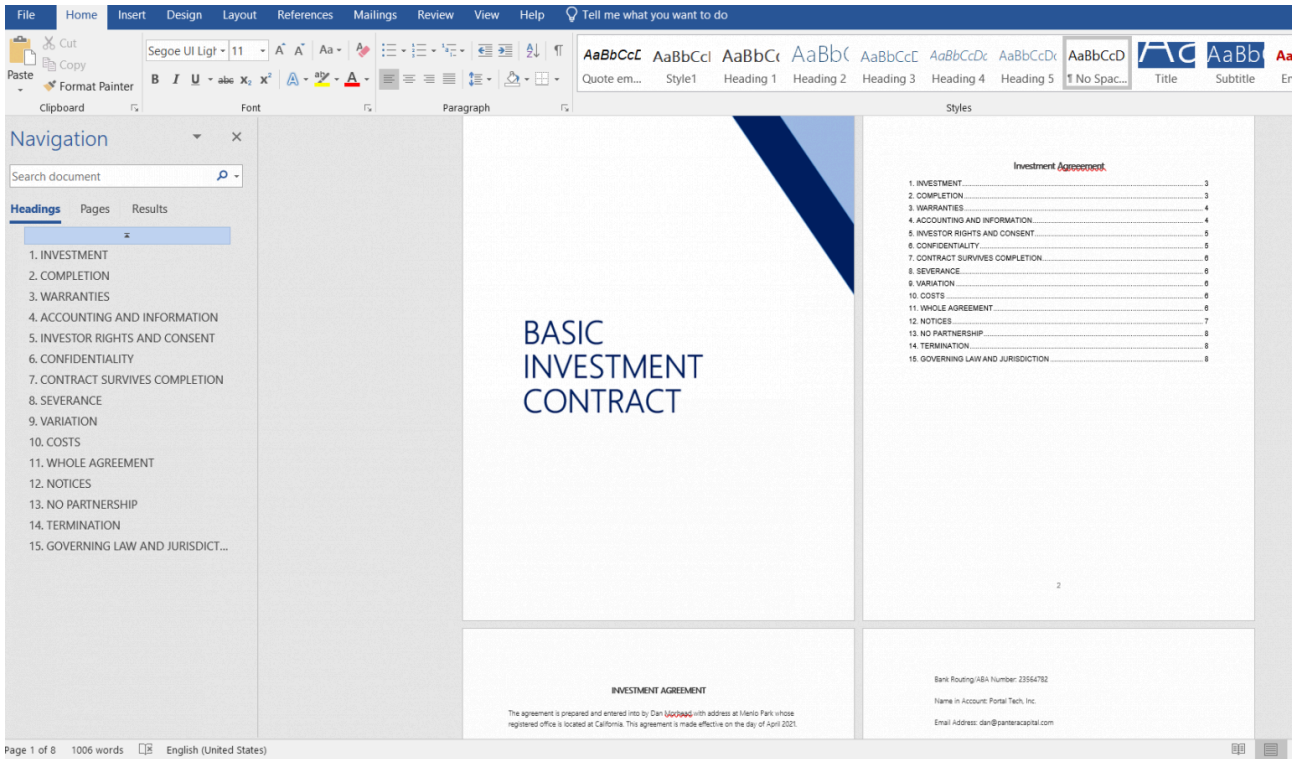 File Home Insert Design Layout References Mailings Review View Help Tell me what you want to do
Cut
Copy
Paste
Format Painter
Clipboard
Segoe UI Ligh 11
Aa
B I U abc X₂ X² A A
Font
Paragraph
AaBbCcD AaBbCcI AaBbCc AaBb( AaBbCcD AaBbCcDc AaBbCcDc AaBbCcD AaBb
Quote em... Style1 Heading 1 Heading 2 Heading 3 Heading 4 Heading 5 ¶ No Spac... Title Subtitle
Styles
Navigation
Search document
Headings Pages Results
1. INVESTMENT
2. COMPLETION
3. WARRANTIES
4. ACCOUNTING AND INFORMATION
5. INVESTOR RIGHTS AND CONSENT
6. CONFIDENTIALITY
7. CONTRACT SURVIVES COMPLETION
8. SEVERANCE
9. VARIATION
10. COSTS
11. WHOLE AGREEMENT
12. NOTICES
13. NO PARTNERSHIP
14. TERMINATION
15. GOVERNING LAW AND JURISDICT...
BASIC
INVESTMENT
CONTRACT
Investment Agreeement
1. INVESTMENT 3
2. COMPLETION 3
3. WARRANTIES 4
4. ACCOUNTING AND INFORMATION 4
5. INVESTOR RIGHTS AND CONSENT 5
6. CONFIDENTIALITY 5
7. CONTRACT SURVIVES COMPLETION 6
8. SEVERANCE 6
9. VARIATION 6
10. COSTS 6
11. WHOLE AGREEMENT 6
12. NOTICES 7
13. NO PARTNERSHIP 8
14. TERMINATION 8
15. GOVERNING LAW AND JURISDICTION 8
2
INVESTMENT AGREEMENT
The agreement is prepared and entered into by Dan Morhead with address at Menlo Park whose
registered office is located at California. This agreement is made effective on the day of April 2021.
Bank Routing/ABA Number: 23564782
Name in Account: Portal Tech, Inc.
Email Address: dan@panteracapital.com
Page 1 of 8 1006 words English (United States)